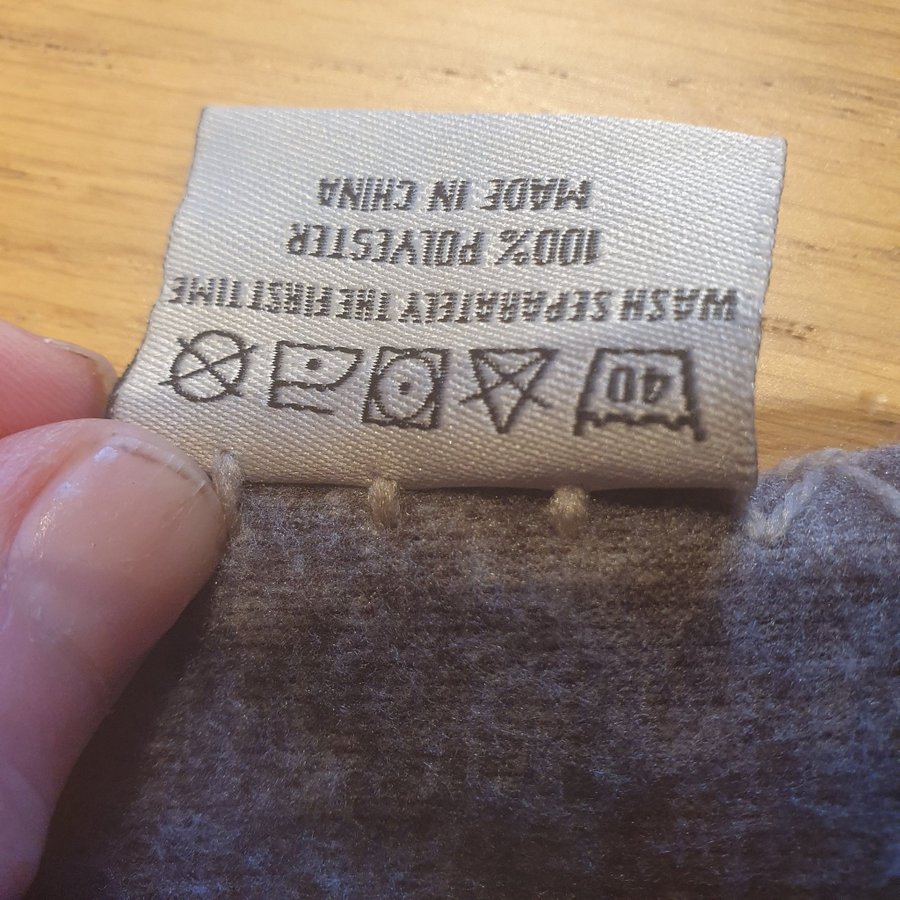 40
WASH SEPARATELY THE FIRST TIME
100% POLYESTER
MADE IN CHINA